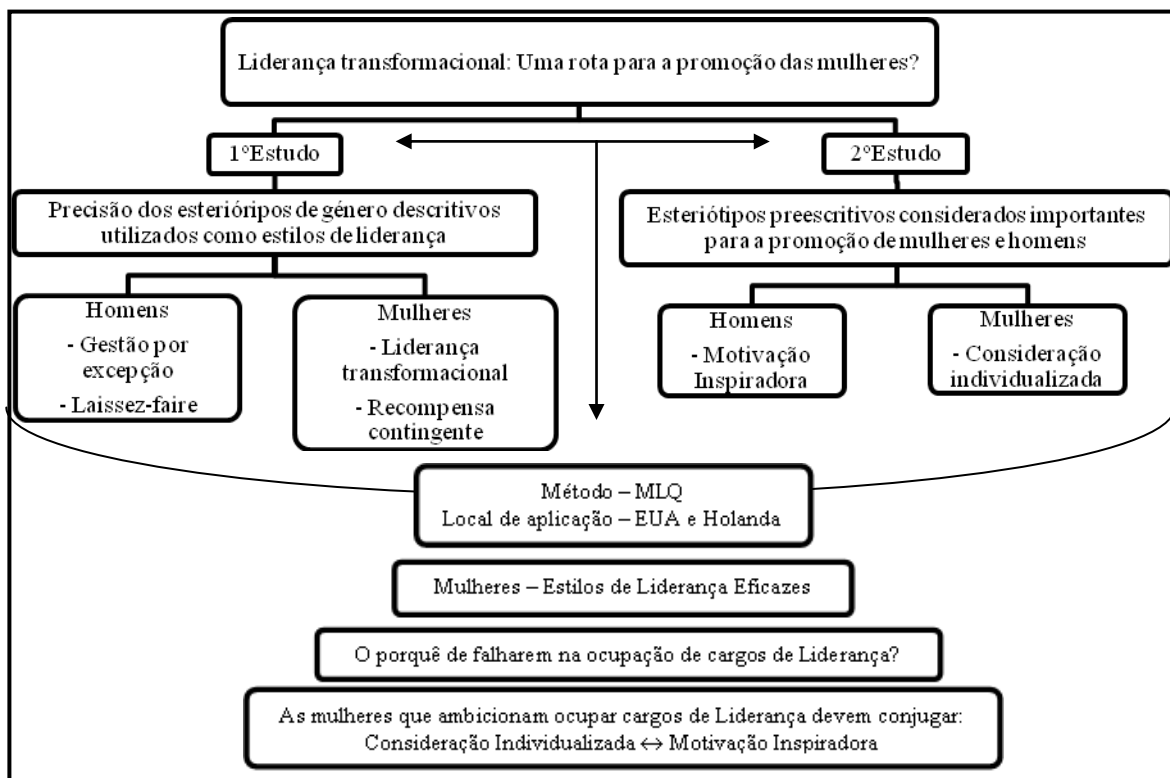 Liderança transformacional: Uma rota para a promoção das mulheres?
1ºEstudo
2ºEstudo
Precisão dos esterióripos de género descritivos
utilizados como estilos de liderança
Esteriótipos preescritivos considerados importantes
para a promoção de mulheres e homens
Homens
- Gestão por
excepção
- Laissez-faire
Mulheres
- Liderança
transformacional
- Recompensa
contingente
Homens
- Motivação
Inspiradora
Mulheres
- Consideração
individualizada
Método – MLQ
Local de aplicação – EUA e Holanda
Mulheres – Estilos de Liderança Eficazes
O porquê de falharem na ocupação de cargos de Liderança?
As mulheres que ambicionam ocupar cargos de Liderança devem conjugar:
Consideração Individualizada ↔ Motivação Inspiradora